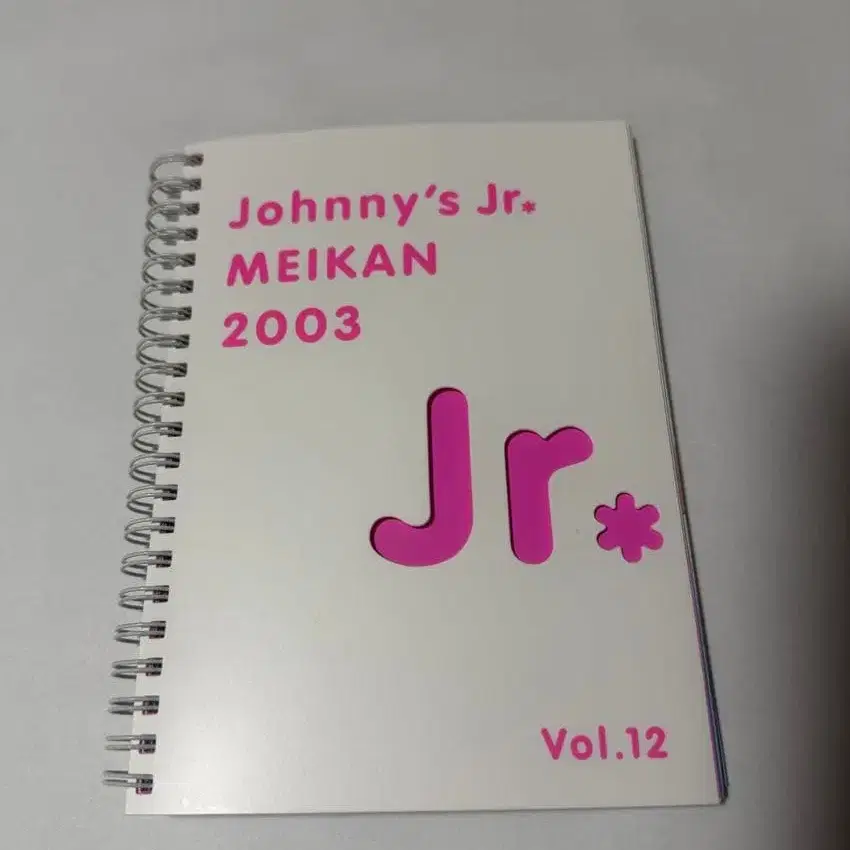 Johnny's Jr*
MEIKAN
2003
Jr*
Vol.12